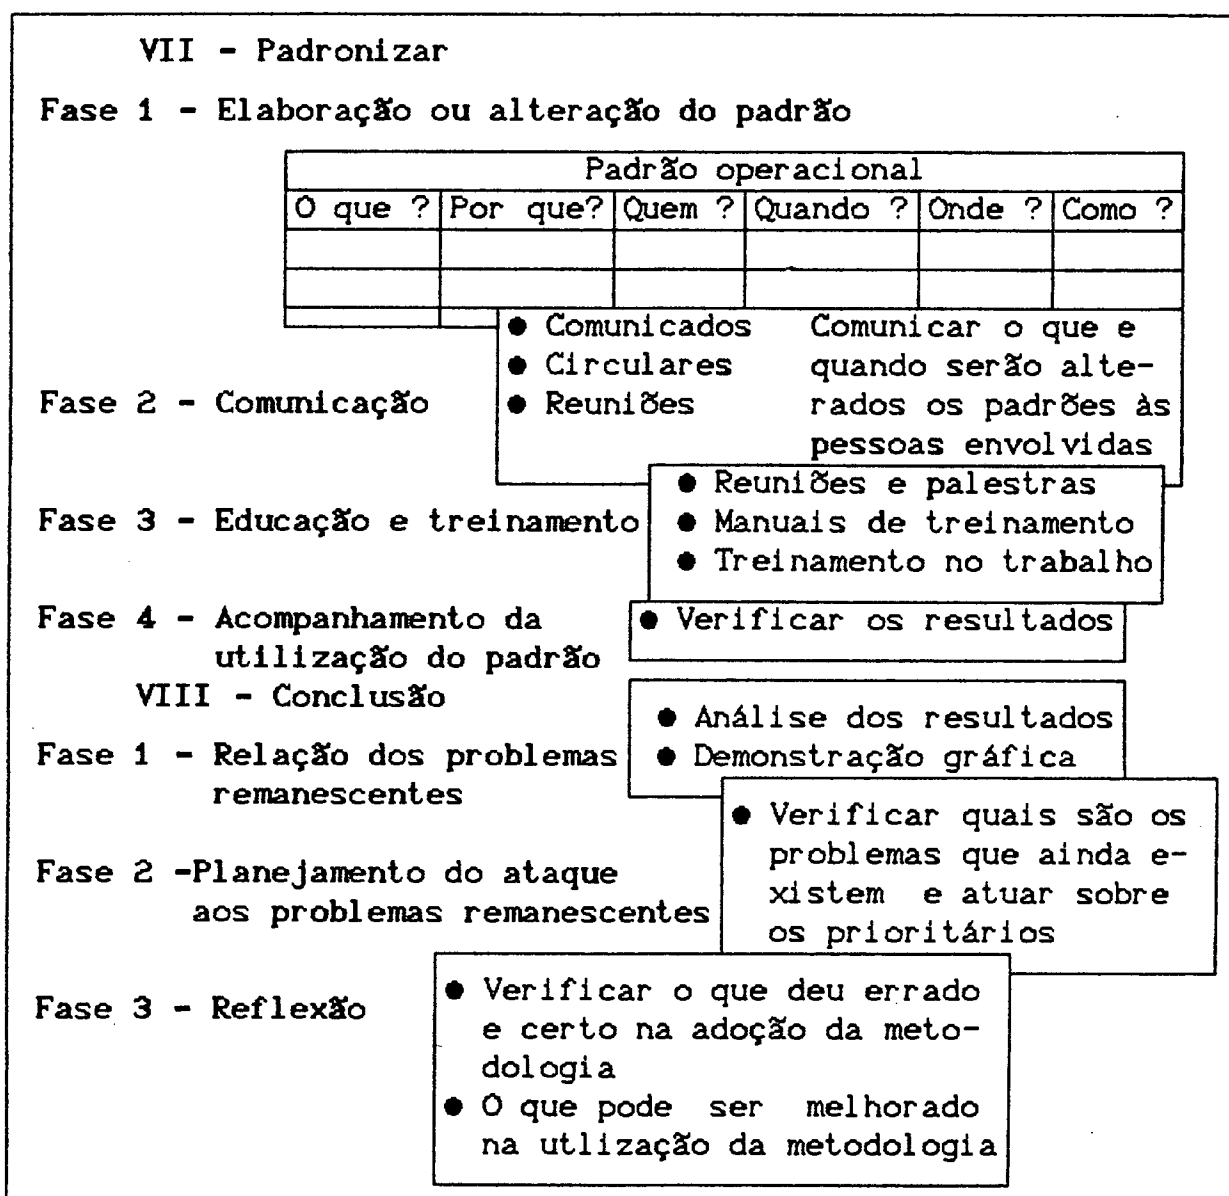 VII - Padronizar
Fase 1 - Elaboração ou alteração do padrão
Padrão operacional
O que ? Por que? Quem ? Quando ? Onde ? Como ?
● Comunicados
● Circulares
● Reuniões
Comunicar o que e
quando serão alte-
rados os padrões às
pessoas envolvidas
Fase 2 - Comunicação
● Reuniões e palestras
● Manuais de treinamento
● Treinamento no trabalho
Fase 3 - Educação e treinamento
Fase 4 - Acompanhamento da
utilização do padrão
● Verificar os resultados
VIII - Conclusão
● Análise dos resultados
● Demonstração gráfica
Fase 1 - Relação dos problemas
remanescentes
● Verificar quais são os
problemas que ainda e-
xistem e atuar sobre
os prioritários
Fase 2 -Planejamento do ataque
aos problemas remanescentes
Fase 3 - Reflexão
● Verificar o que deu errado
e certo na adoção da meto-
dologia
● O que pode ser melhorado
na utlização da metodologia